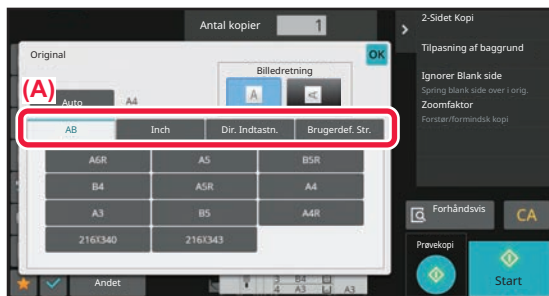 Antal kopier 1
2-Sidet Kopi
Tilpasning af baggrund
Ignorer Blank side
Spring blank side over i orig.
Zoomfaktor
Forstør/formindsk kopi
Original
OK
Billedretning
(A)
Auto A4
A A
AB Inch Dir. Indtastn. Brugerdef. Str.
A6R A5 B5R
B4 A5R A4
A3 B5 A4R
216X340 216X343
Forhåndsvis CA
Prøvekopi
Start
Andet
3 B4
4 A3 A3